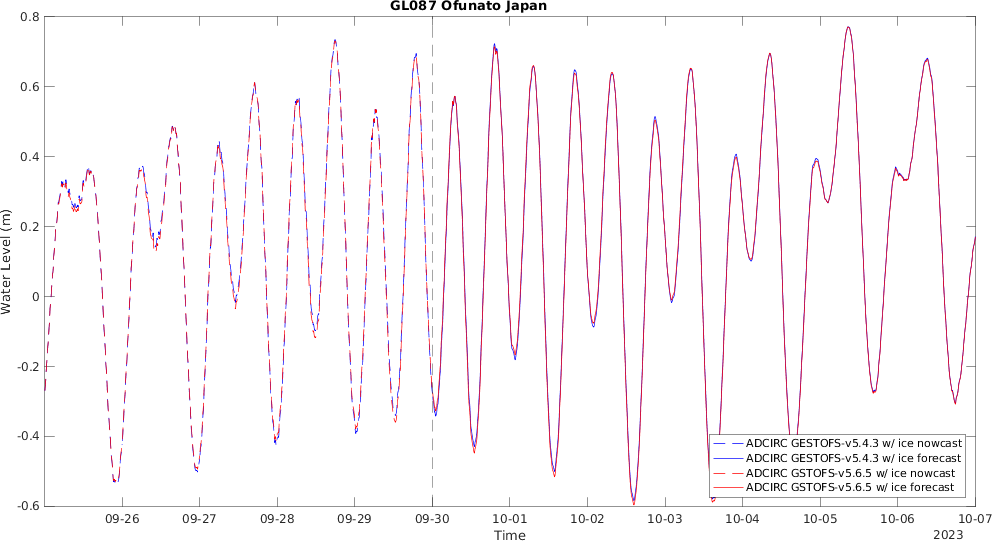 GL087 Ofunato Japan
0.8
0.6
0.4
0.2
0
-0.2
-0.4
-0.6
Water Level (m)
ADCIRC GESTOFS-v5.4.3 w/ ice nowcast
ADCIRC GESTOFS-v5.4.3 w/ ice forecast
ADCIRC GSTOFS-v5.6.5 w/ ice nowcast
ADCIRC GSTOFS-v5.6.5 w/ ice forecast
09-26 09-27 09-28 09-29 09-30 10-01 10-02 10-03 10-04 10-05 10-06 10-07
Time
2023